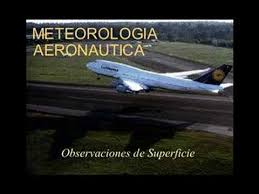 METEOROLOGIA
AERONAUTICA
Observaciones de Superficie